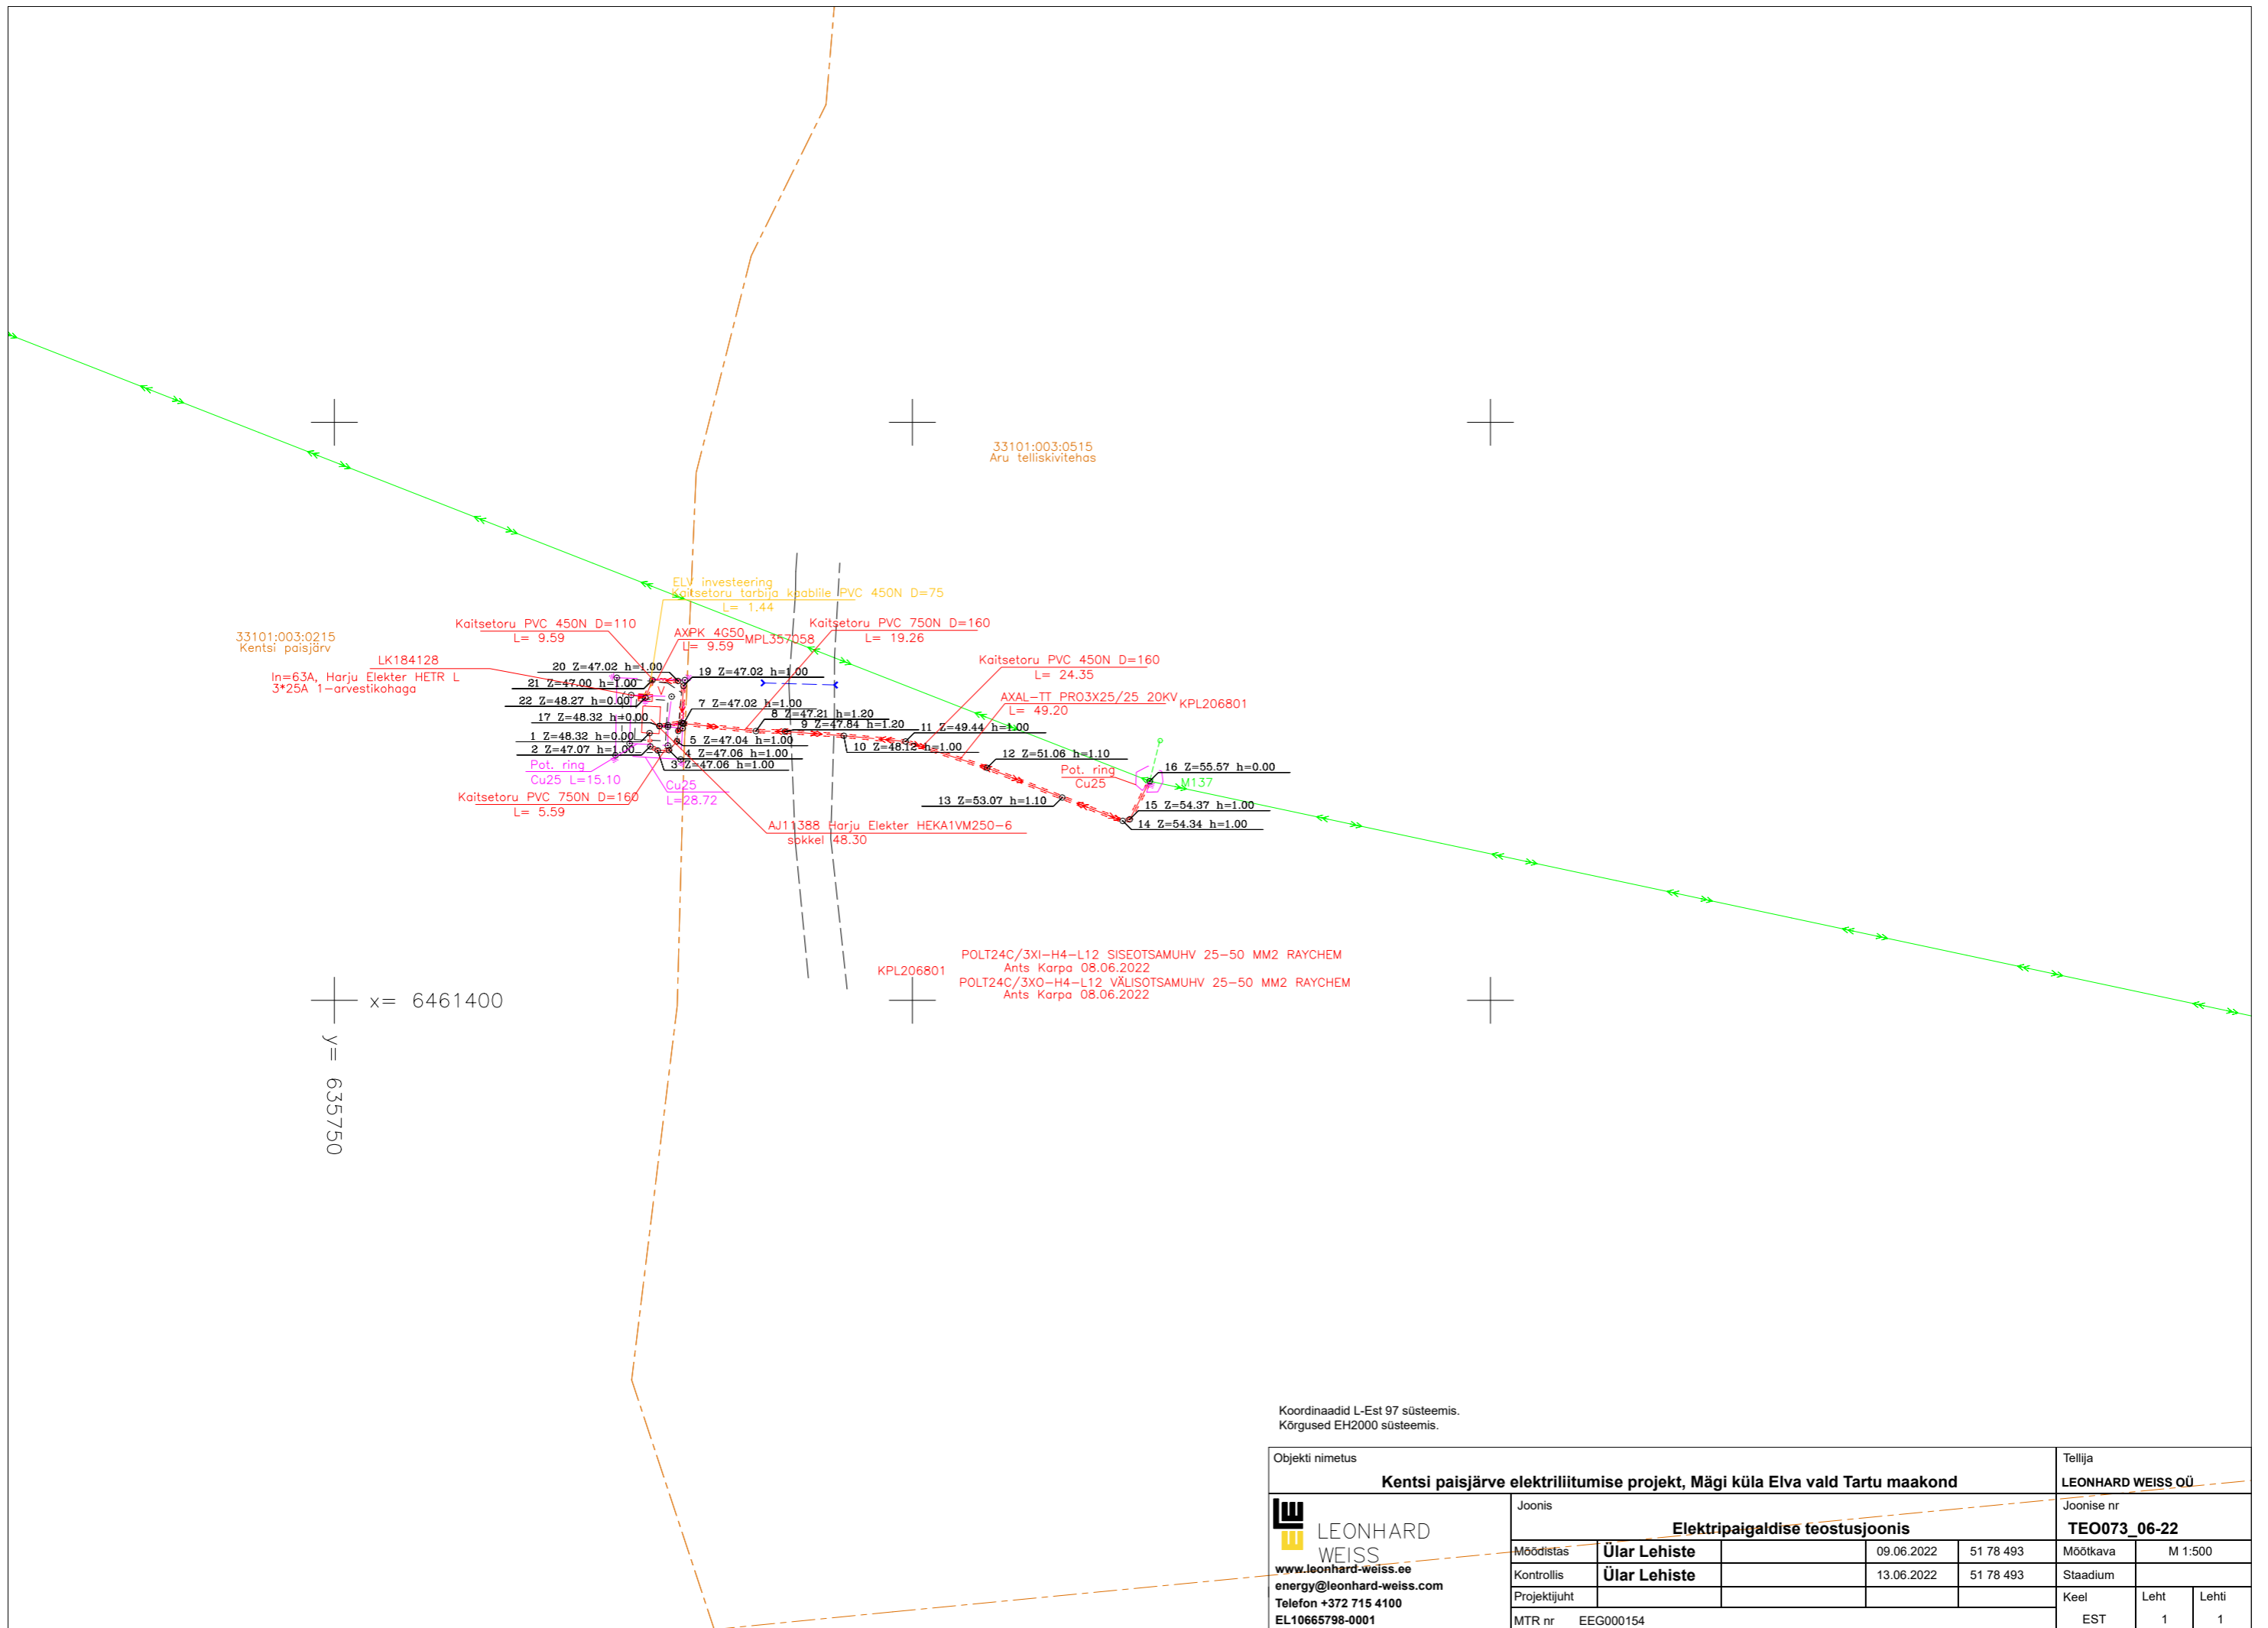 33101:003:0515
Aru telliskivitehas
ELV investeering
Kaitsetoru tarbija kaablile PVC 450N D=75
L= 1.44
Kaitsetoru PVC 450N D=110
L= 9.59
AXPK 4G50 MPL357058
L= 9.59
Kaitsetoru PVC 750N D=160
L= 19.26
33101:003:0215
Kentsi paisjärv
LK184128
In=63A, Harju Elekter HETR L
3*25A 1-arvestikohaga
Kaitsetoru PVC 450N D=160
L= 24.35
AXAL-TT PRO3X25/25 20KV KPL206801
L= 49.20
20 Z=47.02 h=1.00
19 Z=47.02 h=1.00
21 Z=47.00 h=1.00
V
22 Z=48.27 h=0.00
7 Z=47.02 h=1.00
17 Z=48.32 h=0.00
8 Z=47.21 h=1.20
9 Z=47.84 h=1.20
11 Z=49.44 h=1.00
1 Z=48.32 h=0.00
5 Z=47.04 h=1.00
2 Z=47.07 h=1.00
4 Z=47.06 h=1.00
10 Z=48.12 h=1.00
3 Z=47.06 h=1.00
12 Z=51.06 h=1.10
Pot. ring
Cu25 L=15.10
Pot. ring
Cu25
16 Z=55.57 h=0.00
M137
Cu25
L=28.72
Kaitsetoru PVC 750N D=160
L= 5.59
13 Z=53.07 h=1.10
15 Z=54.37 h=1.00
14 Z=54.34 h=1.00
AJ11388 Harju Elekter HEKA1VM250-6
sokkel 48.30
KPL206801
POLT24C/3XI-H4-L12 SISEOTSAMUHV 25-50 MM2 RAYCHEM
Ants Karpa 08.06.2022
POLT24C/3XO-H4-L12 VÄLISOTSAMUHV 25-50 MM2 RAYCHEM
Ants Karpa 08.06.2022
x= 6461400
y= 635750
Koordinaadid L-Est 97 süsteemis.
Kõrgused EH2000 süsteemis.
Objekti nimetus
Kentsi paisjärve elektriliitumise projekt, Mägi küla Elva vald Tartu maakond
Tellija
LEONHARD WEISS OÜ
LEONHARD
WEISS
www.leonhard-weiss.ee
energy@leonhard-weiss.com
Telefon +372 715 4100
EL10665798-0001
Joonis
Elektripaigaldise teostusjoonis
Joonise nr
TEO073_06-22
Mõõdistas Ülar Lehiste 09.06.2022 51 78 493
Mõõtkava M 1:500
Kontrollis Ülar Lehiste 13.06.2022 51 78 493
Staadium
Projektijuht
Keel Leht Lehti
MTR nr EEG000154
EST 1 1